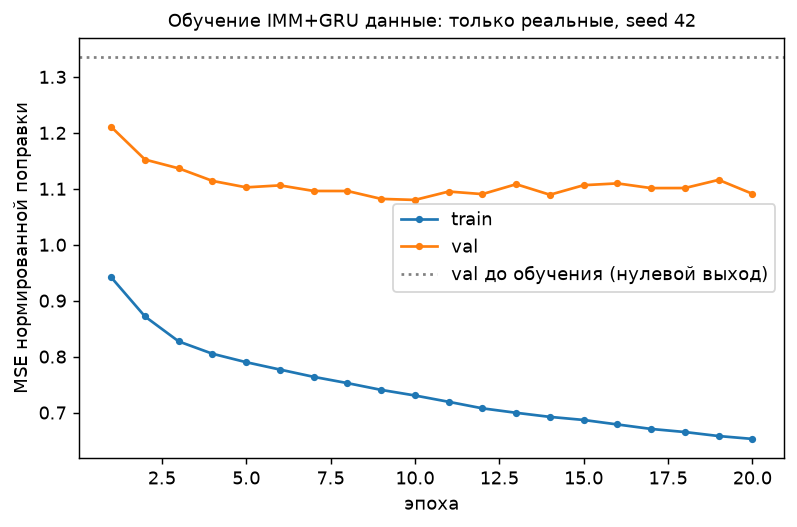 Обучение IMM+GRU данные: только реальные, seed 42
MSE нормированной поправки
1.3
1.2
1.1
1.0
0.9
0.8
0.7
train
val
val до обучения (нулевой выход)
2.5 5.0 7.5 10.0 12.5 15.0 17.5 20.0
эпоха